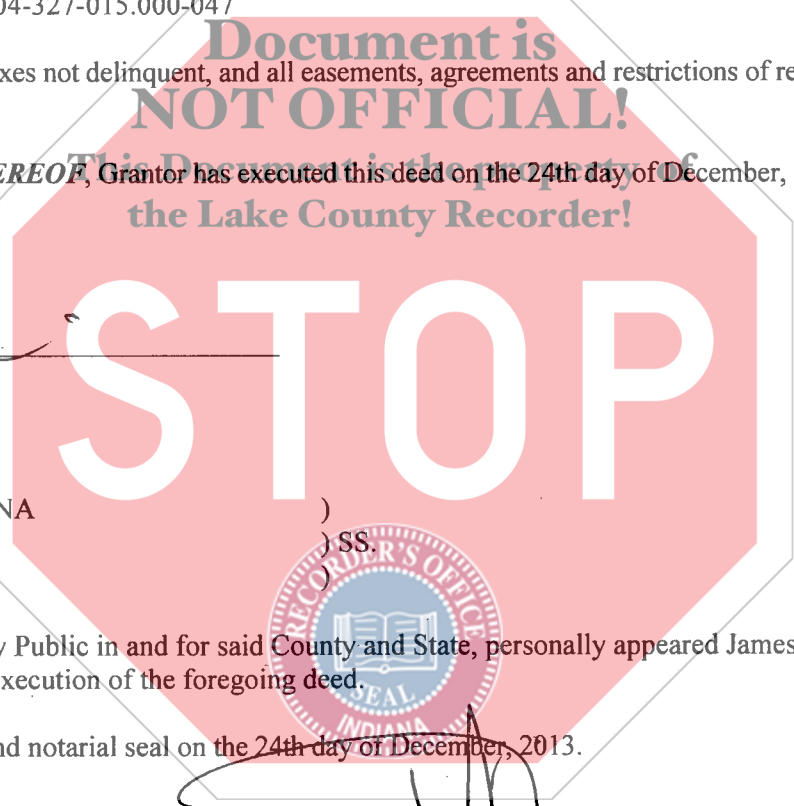 04-327-015.000-047
Document is
xes not delinquent, and all easements, agreements and restrictions of re
NOT OFFICIAL!
EREOF, Grantor has executed this deed on the 24th day of December,
This Document is the property of
the Lake County Recorder!
STOP
NA )
) SS.
)
RECORDER'S OFFICE
y Public in and for said County and State, personally appeared James
xecution of the foregoing deed.
SEAL
INDIANA
nd notarial seal on the 24th day of December, 2013.